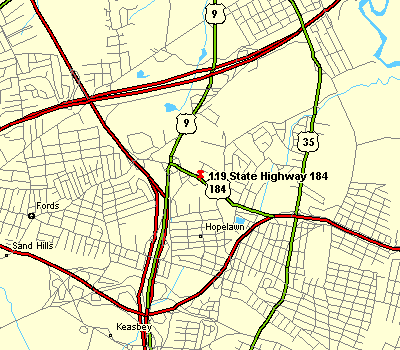 9
9
35
119 State Highway 184
184
Fords
Hopelawn
Sand Hills
Keasbey